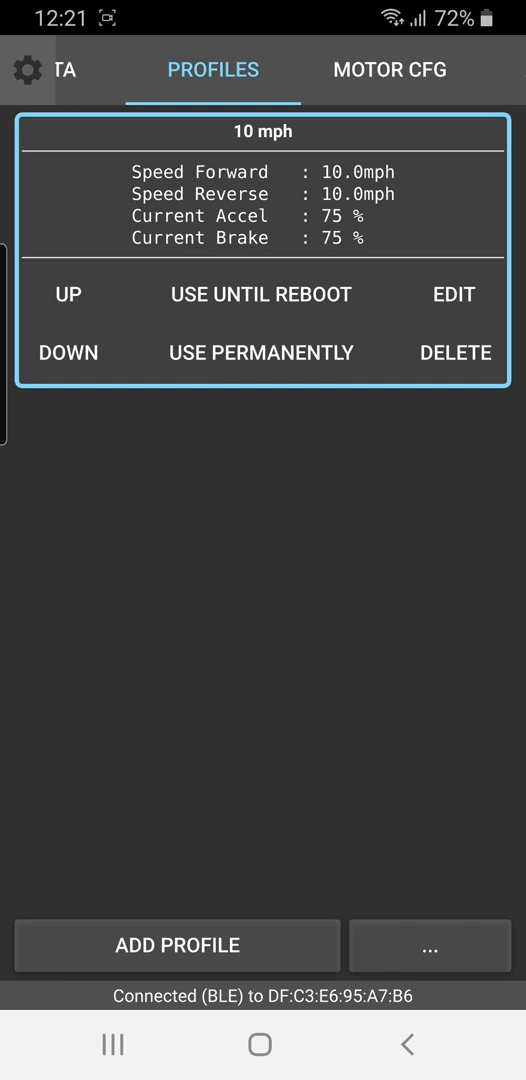 12:21 72%
TA PROFILES MOTOR CFG
10 mph
Speed Forward : 10.0mph
Speed Reverse : 10.0mph
Current Accel : 75 %
Current Brake : 75 %
UP USE UNTIL REBOOT EDIT
DOWN USE PERMANENTLY DELETE
ADD PROFILE ...
Connected (BLE) to DF:C3:E6:95:A7:B6